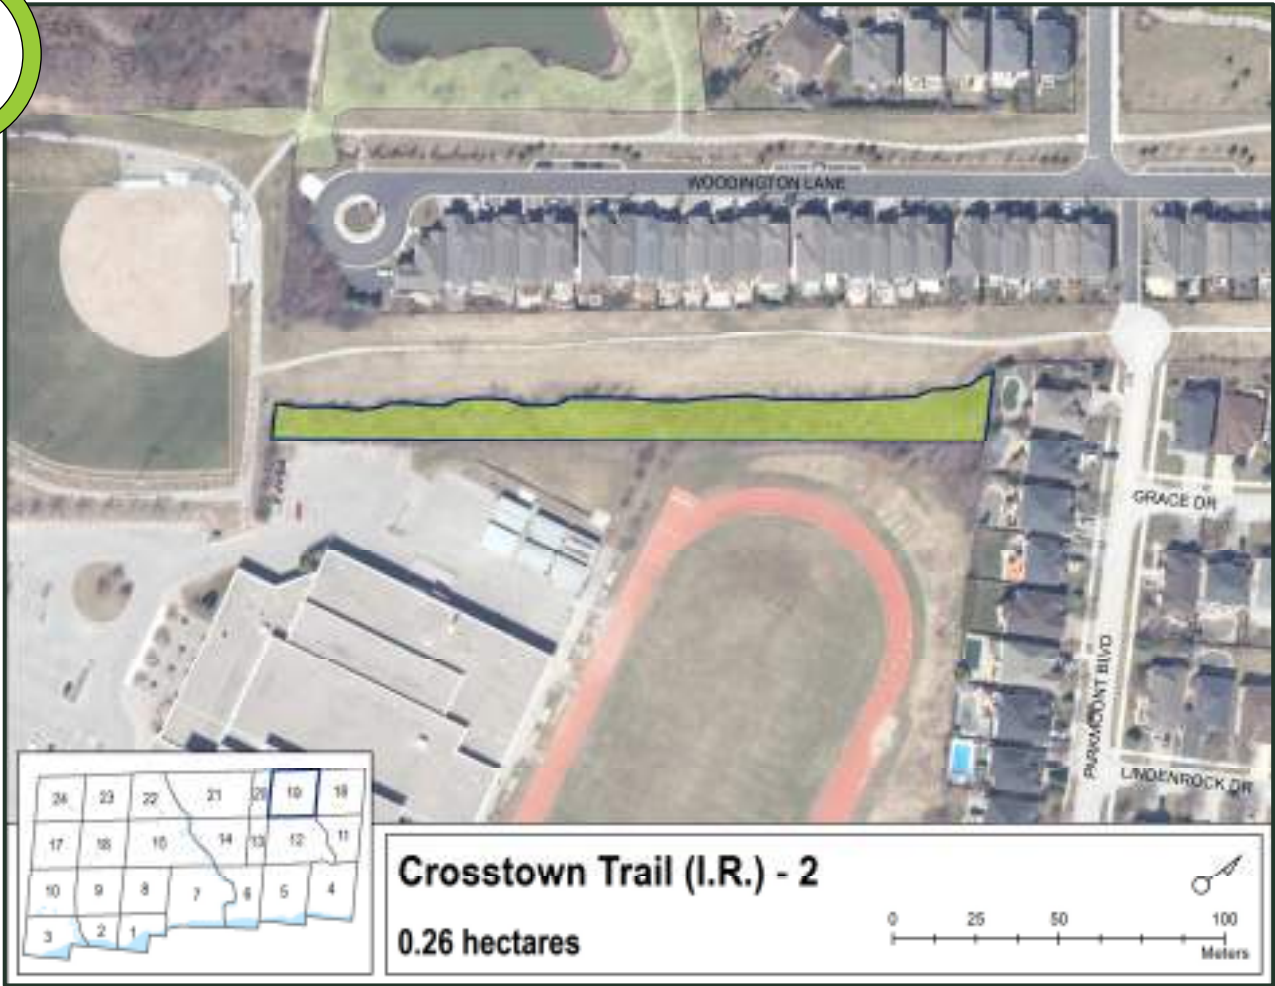 WOODINGTON LANE
GRACE DR
PARKMOUNT BLVD
LINDENROCK DR
24 23 22 21 20 19 18
17 16 15 14 13 12 11
10 9 8 7 6 5 4
3 2 1
Crosstown Trail (I.R.) - 2
0.26 hectares
0 25 50 100
Meters